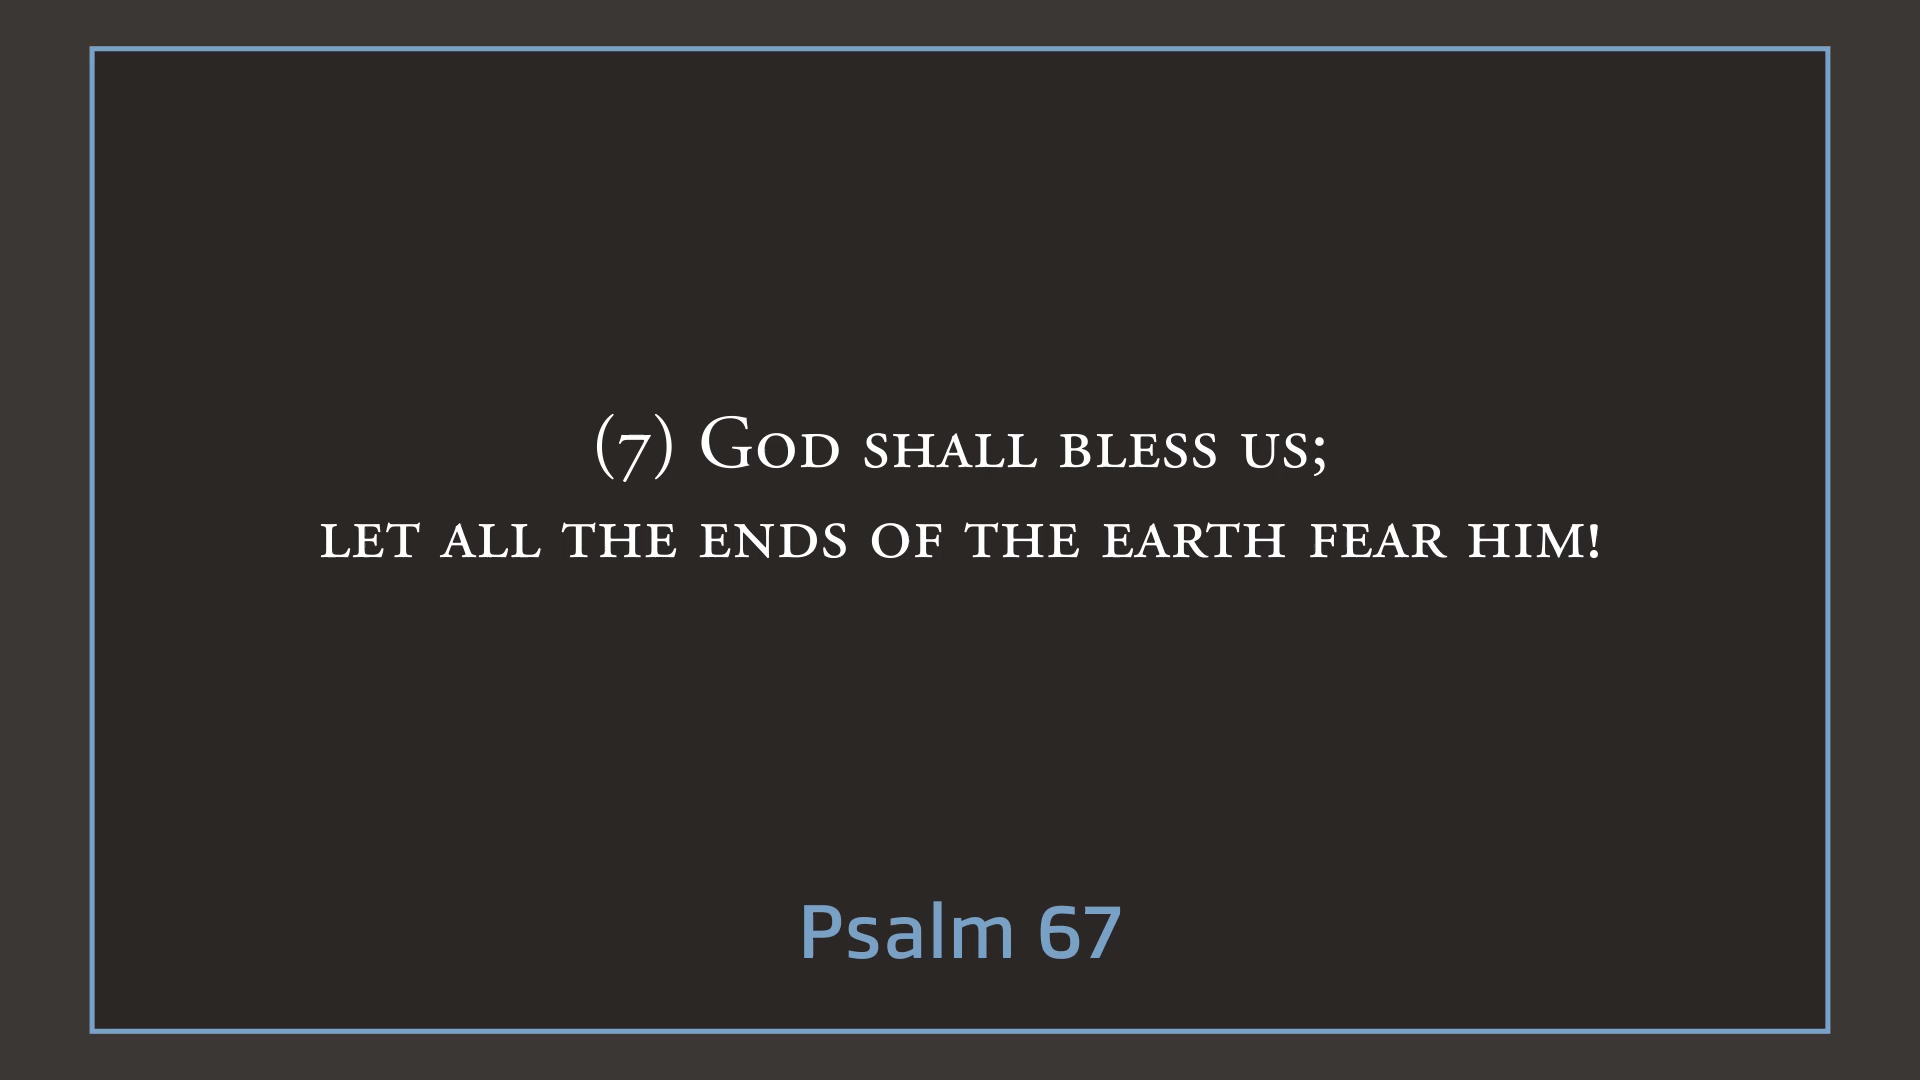 (7) God shall bless us;
let all the ends of the earth fear him!
Psalm 67